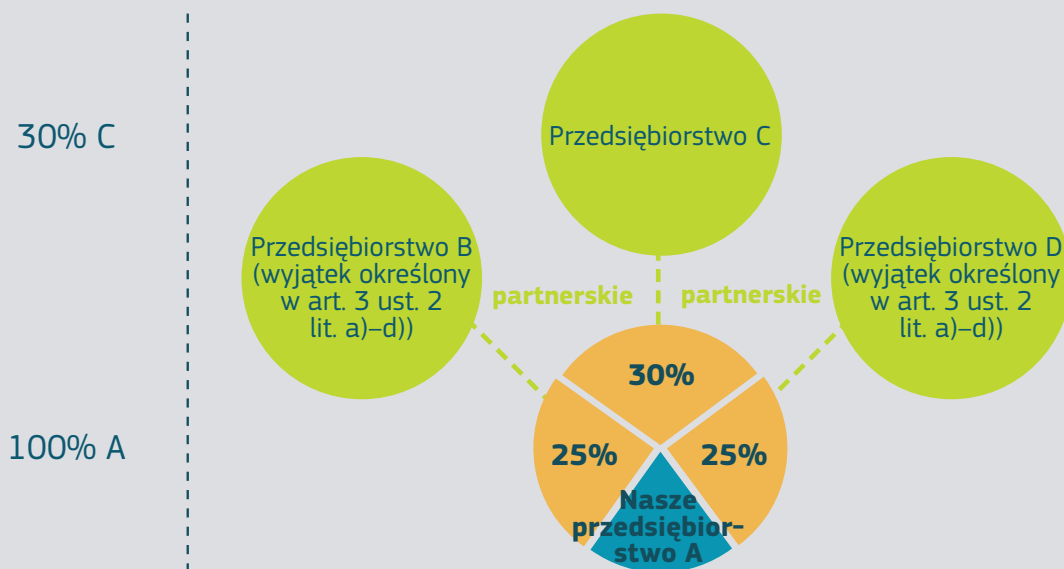 30% C
Przedsiębiorstwo C
Przedsiębiorstwo B
(wyjątek określony
w art. 3 ust. 2
lit. a)–d))
Przedsiębiorstwo D
(wyjątek określony
w art. 3 ust. 2
lit. a)–d))
partnerskie
partnerskie
30%
100% A
25%
25%
Nasze
przedsiębior-
stwo A